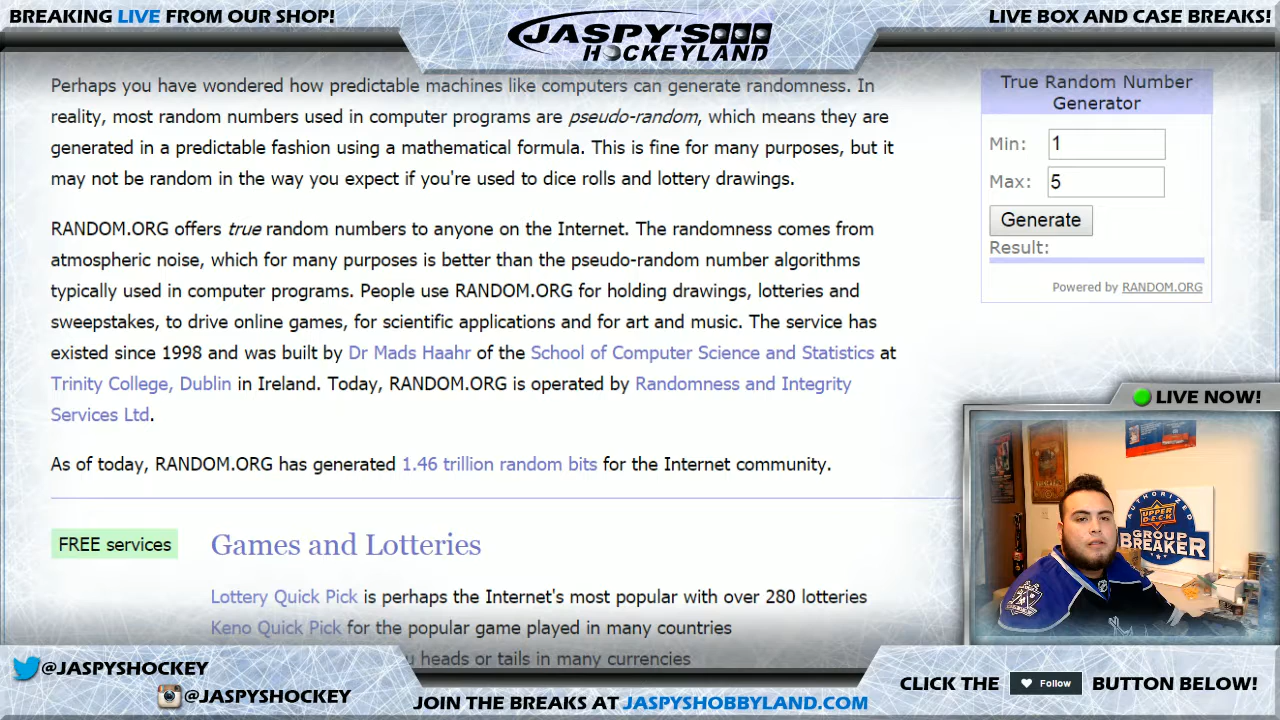 BREAKING LIVE FROM OUR SHOP!
JASPY'S
HOCKEYLAND
LIVE BOX AND CASE BREAKS!
Perhaps you have wondered how predictable machines like computers can generate randomness. In
reality, most random numbers used in computer programs are pseudo-random, which means they are
generated in a predictable fashion using a mathematical formula. This is fine for many purposes, but it
may not be random in the way you expect if you're used to dice rolls and lottery drawings.
RANDOM.ORG offers true random numbers to anyone on the Internet. The randomness comes from
atmospheric noise, which for many purposes is better than the pseudo-random number algorithms
typically used in computer programs. People use RANDOM.ORG for holding drawings, lotteries and
sweepstakes, to drive online games, for scientific applications and for art and music. The service has
existed since 1998 and was built by Dr Mads Haahr of the School of Computer Science and Statistics at
Trinity College, Dublin in Ireland. Today, RANDOM.ORG is operated by Randomness and Integrity
Services Ltd.
As of today, RANDOM.ORG has generated 1.46 trillion random bits for the Internet community.
FREE services
Games and Lotteries
Lottery Quick Pick is perhaps the Internet's most popular with over 280 lotteries
Keno Quick Pick for the popular game played in many countries
heads or tails in many currencies
True Random Number
Generator
Min: 1
Max: 5
Generate
Result:
Powered by RANDOM.ORG
LIVE NOW!
AUTHORIZED
UPPER
DECK
GROUP
BREAKER
@JASPYSHOCKEY
@JASPYSHOCKEY
JOIN THE BREAKS AT JASPYSHOBBYLAND.COM
CLICK THE Follow BUTTON BELOW!